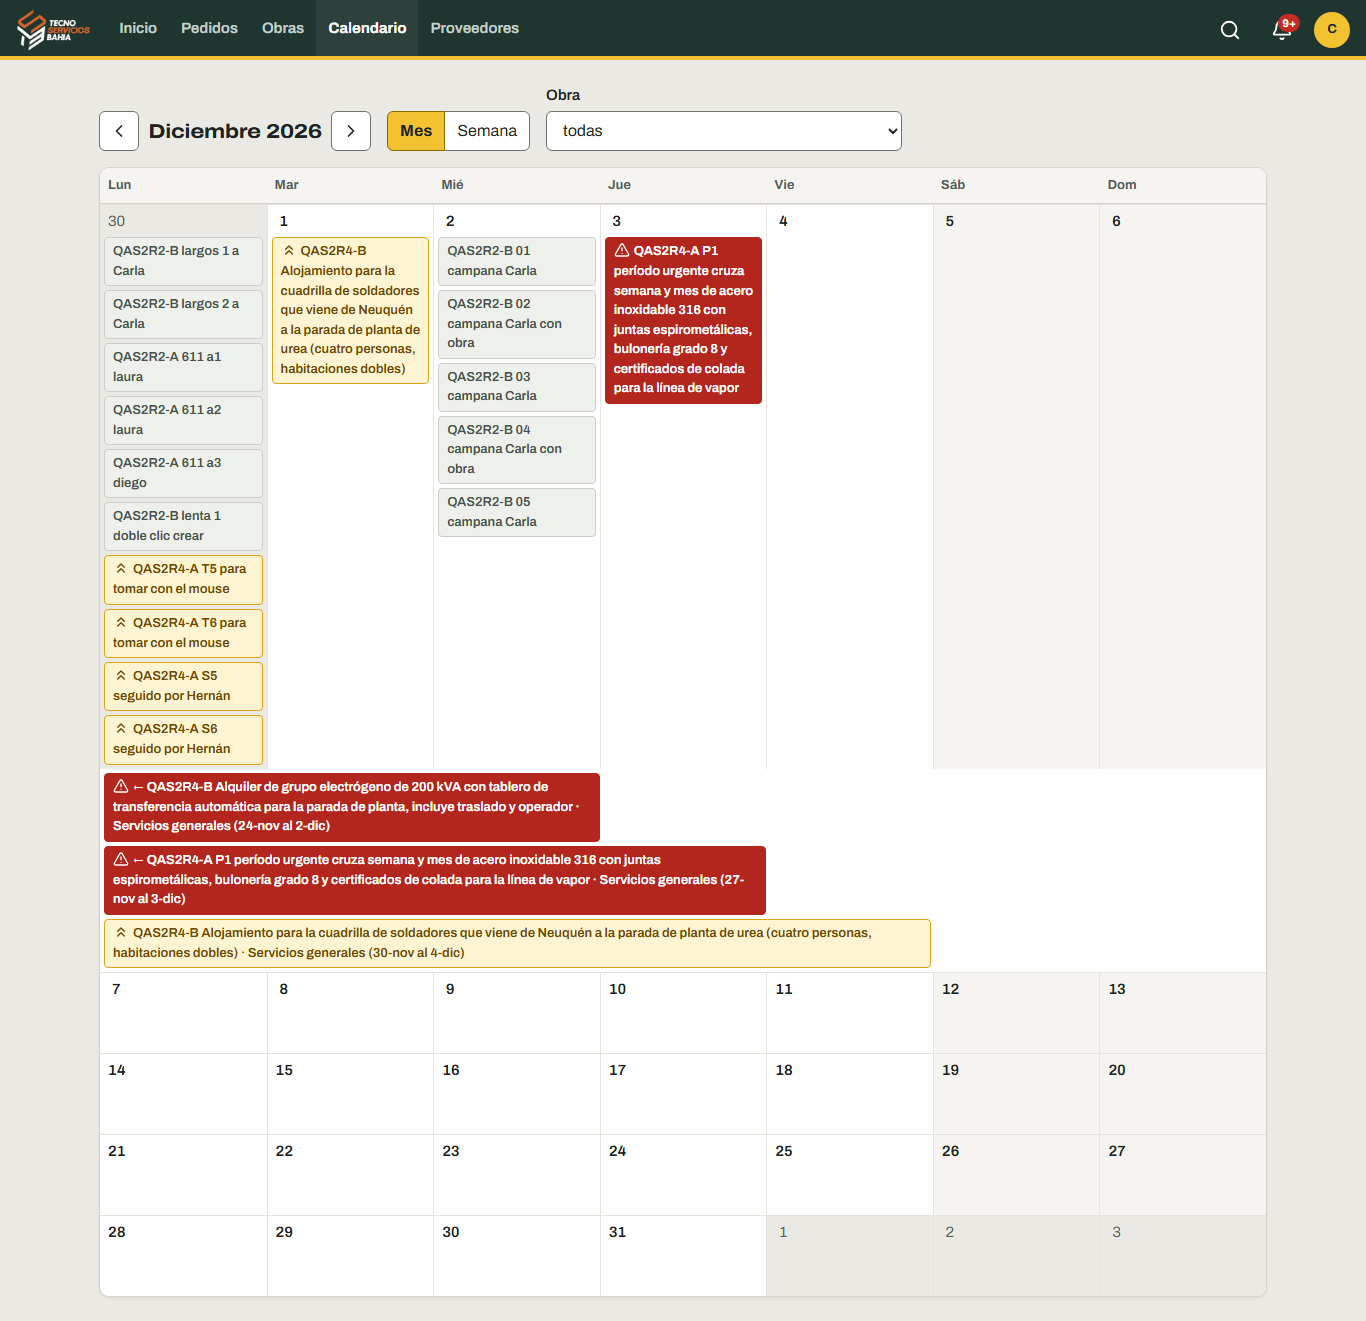 TECNO
SERVICIOS
BAHIA
Inicio
Pedidos
Obras
Calendario
Proveedores
9+
C
Obra
Diciembre 2026
Mes
Semana
todas
Lun
Mar
Mié
Jue
Vie
Sáb
Dom
30
QAS2R2-B largos 1 a
Carla
QAS2R2-B largos 2 a
Carla
QAS2R2-A 611 a1
laura
QAS2R2-A 611 a2
laura
QAS2R2-A 611 a3
diego
QAS2R2-B lenta 1
doble clic crear
QAS2R4-A T5 para
tomar con el mouse
QAS2R4-A T6 para
tomar con el mouse
QAS2R4-A S5
seguido por Hernán
QAS2R4-A S6
seguido por Hernán
1
QAS2R4-B
Alojamiento para la
cuadrilla de soldadores
que viene de Neuquén
a la parada de planta de
urea (cuatro personas,
habitaciones dobles)
2
QAS2R2-B 01
campana Carla
QAS2R2-B 02
campana Carla con
obra
QAS2R2-B 03
campana Carla
QAS2R2-B 04
campana Carla con
obra
QAS2R2-B 05
campana Carla
3
QAS2R4-A P1
período urgente cruza
semana y mes de acero
inoxidable 316 con
juntas espirometálicas,
bulonería grado 8 y
certificados de colada
para la línea de vapor
4
5
6
← QAS2R4-B Alquiler de grupo electrógeno de 200 kVA con tablero de
transferencia automática para la parada de planta, incluye traslado y operador ·
Servicios generales (24-nov al 2-dic)
← QAS2R4-A P1 período urgente cruza semana y mes de acero inoxidable 316 con juntas
espirometálicas, bulonería grado 8 y certificados de colada para la línea de vapor · Servicios generales (27-
nov al 3-dic)
QAS2R4-B Alojamiento para la cuadrilla de soldadores que viene de Neuquén a la parada de planta de urea (cuatro personas,
habitaciones dobles) · Servicios generales (30-nov al 4-dic)
7
8
9
10
11
12
13
14
15
16
17
18
19
20
21
22
23
24
25
26
27
28
29
30
31
1
2
3